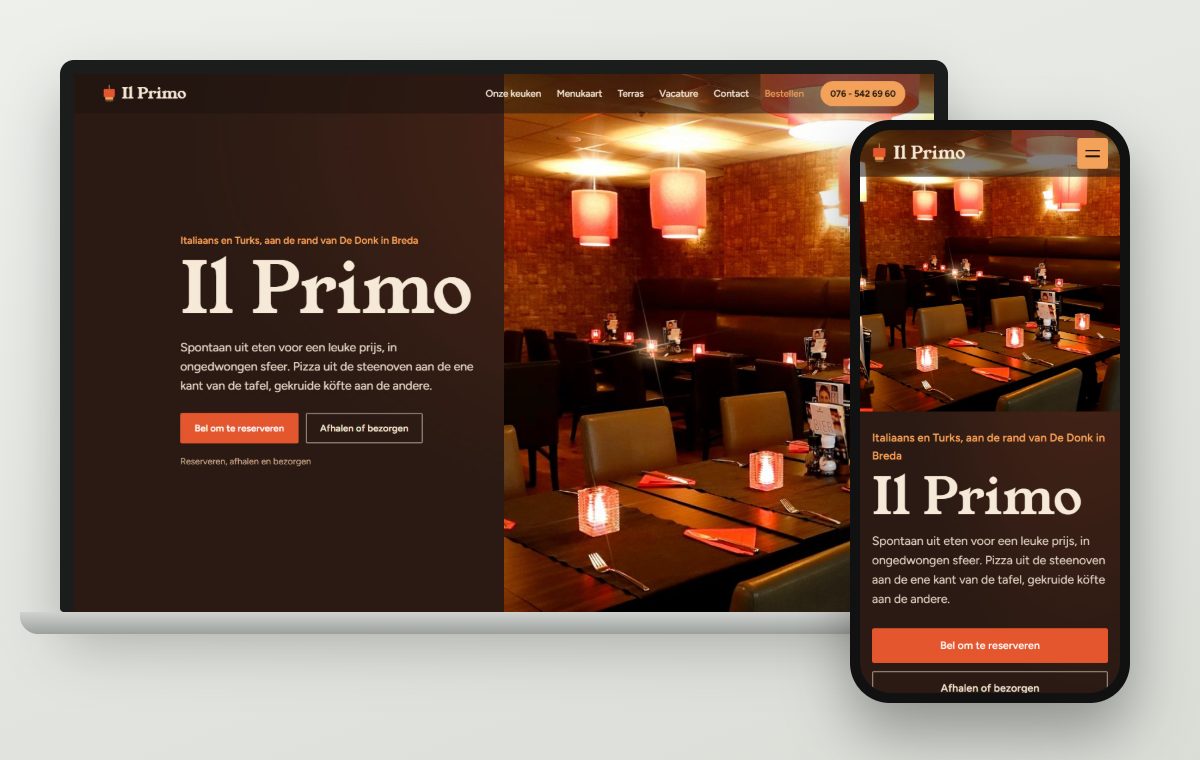 Il Primo
Onze keuken Menukaart Terras Vacature Contact Bestellen 076 - 542 69 60
Italiaans en Turks, aan de rand van De Donk in Breda
Il Primo
Spontaan uit eten voor een leuke prijs, in
ongedwongen sfeer. Pizza uit de steenoven aan de ene
kant van de tafel, gekruide köfte aan de andere.
Bel om te reserveren Afhalen of bezorgen
Reserveren, afhalen en bezorgen
Il Primo
Italiaans en Turks, aan de rand van De Donk in
Breda
Il Primo
Spontaan uit eten voor een leuke prijs, in
ongedwongen sfeer. Pizza uit de steenoven
aan de ene kant van de tafel, gekruide köfte
aan de andere.
Bel om te reserveren
Afhalen of bezorgen